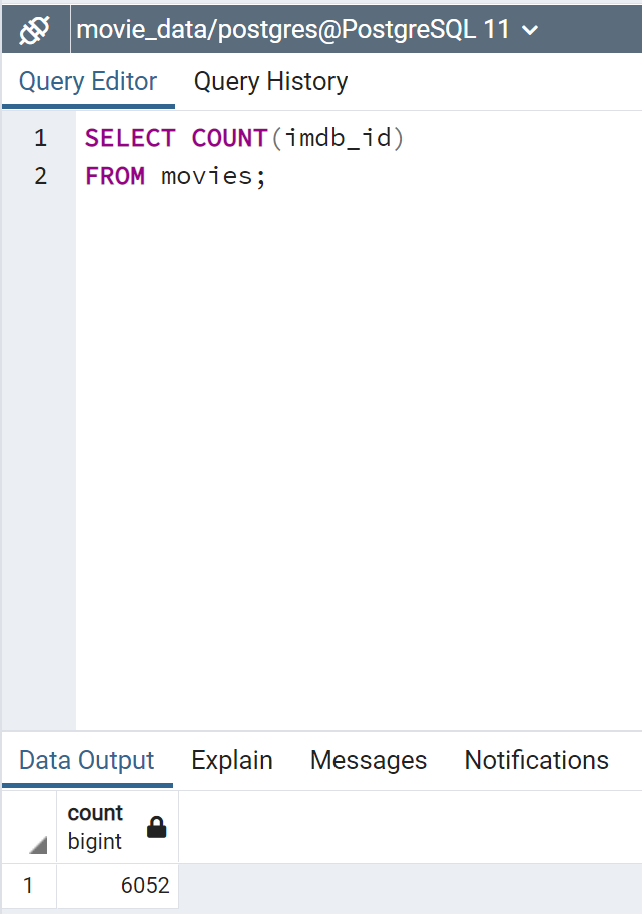 movie_data/postgres@PostgreSQL 11
Query Editor Query History
1 SELECT COUNT(imdb_id)
2 FROM movies;
Data Output Explain Messages Notifications
count
bigint
1 6052